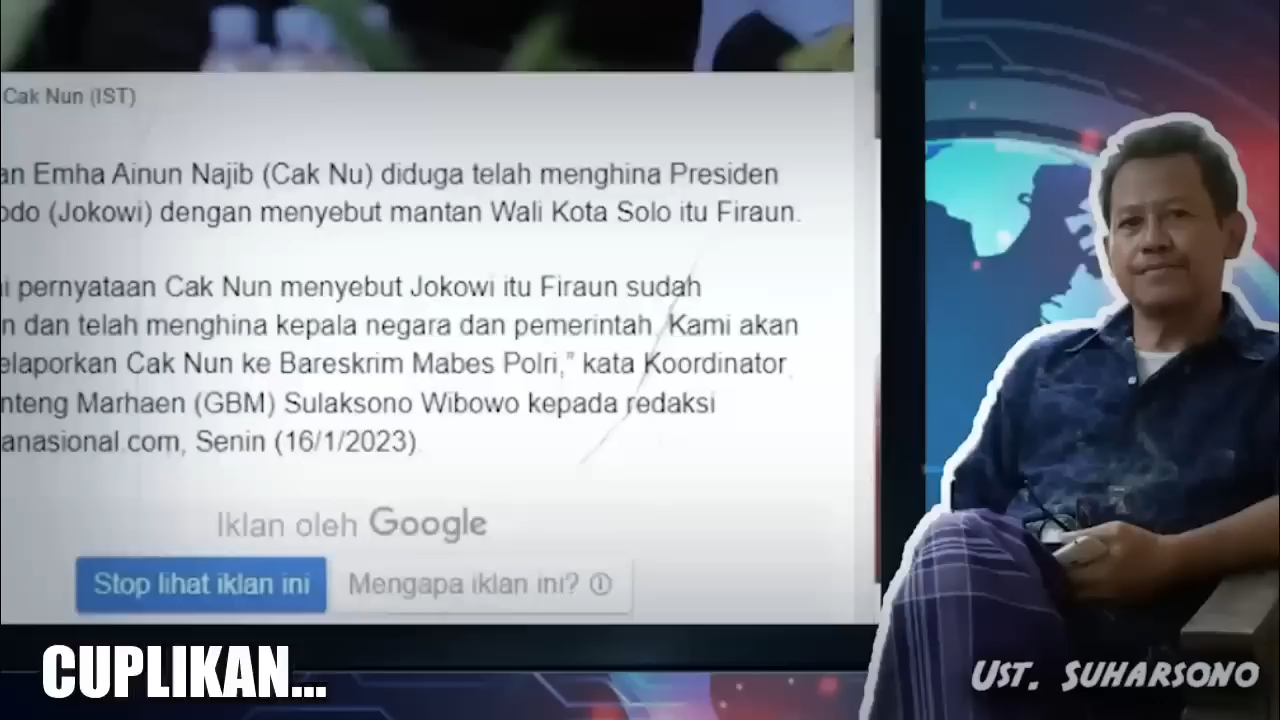 Cak Nun (IST)
an Emha Ainun Najib (Cak Nu) diduga telah menghina Presiden
odo (Jokowi) dengan menyebut mantan Wali Kota Solo itu Firaun.
i pernyataan Cak Nun menyebut Jokowi itu Firaun sudah
n dan telah menghina kepala negara dan pemerintah. Kami akan
elaporkan Cak Nun ke Bareskrim Mabes Polri,” kata Koordinator
nteng Marhaen (GBM) Sulaksono Wibowo kepada redaksi
anasional.com, Senin (16/1/2023).
Iklan oleh Google
Stop lihat iklan ini
Mengapa iklan ini?
CUPLIKAN...
UST. SUHARSONO